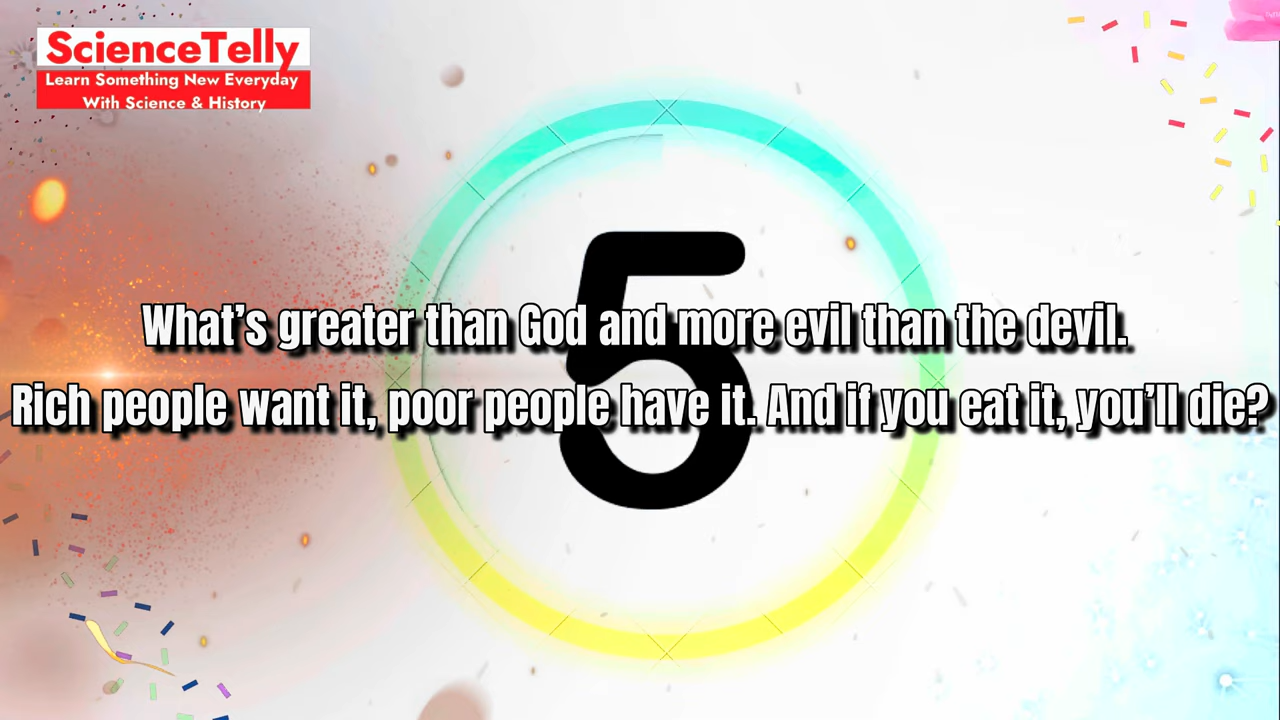 ScienceTelly
Learn Something New Everyday
With Science & History
5
What’s greater than God and more evil than the devil.
Rich people want it, poor people have it. And if you eat it, you’ll die?